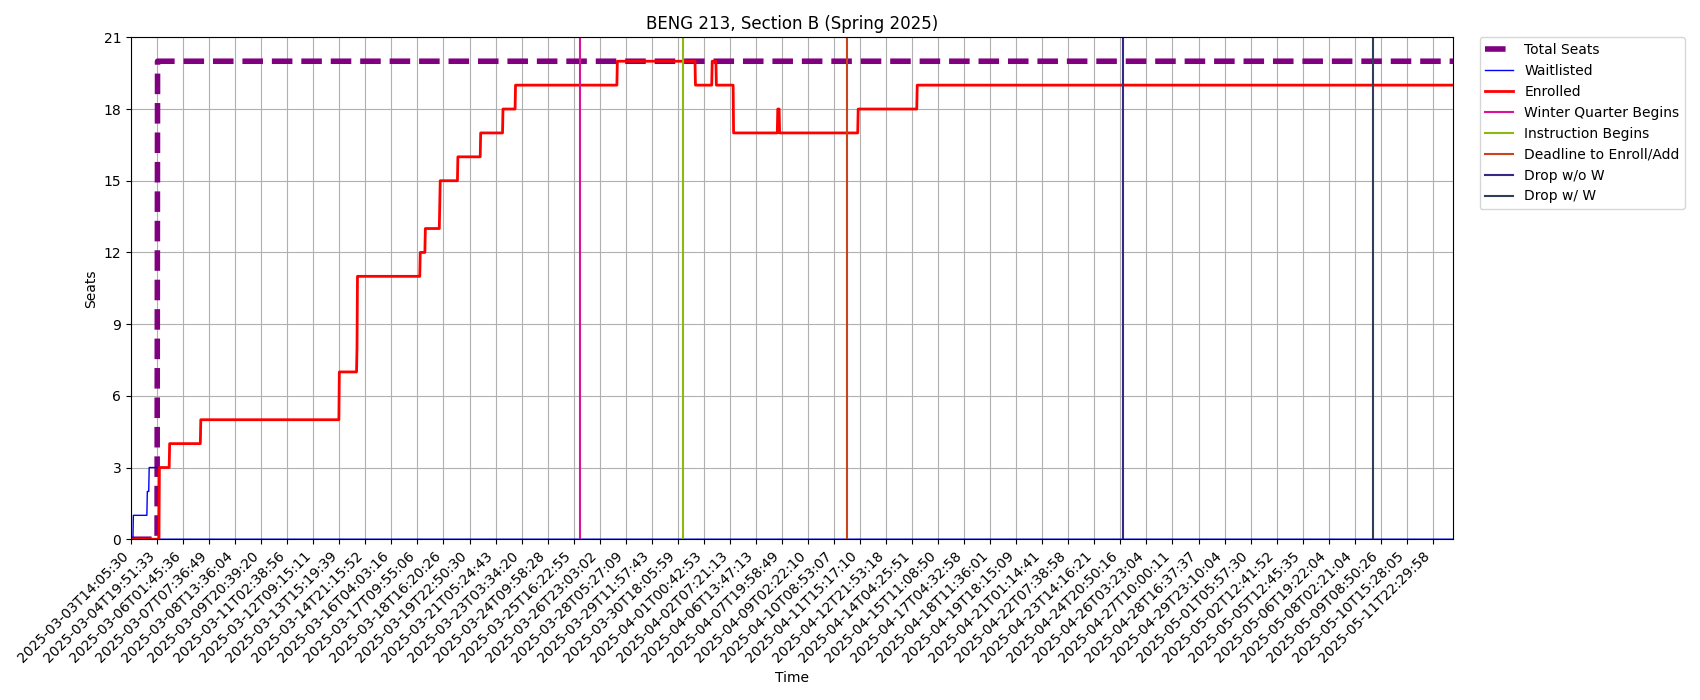 BENG 213, Section B (Spring 2025)
21
18
15
12
9
6
3
0
Seats
Total Seats
Waitlisted
Enrolled
Winter Quarter Begins
Instruction Begins
Deadline to Enroll/Add
Drop w/o W
Drop w/ W
2025-03-03T14:05:30
2025-03-04T19:51:33
2025-03-06T01:45:36
2025-03-07T07:36:49
2025-03-08T13:36:04
2025-03-09T20:39:20
2025-03-11T02:38:56
2025-03-12T09:15:11
2025-03-13T15:19:39
2025-03-14T21:15:52
2025-03-16T04:03:16
2025-03-17T09:55:06
2025-03-18T16:20:26
2025-03-19T22:50:30
2025-03-21T05:24:43
2025-03-23T03:34:20
2025-03-24T09:58:28
2025-03-25T16:22:55
2025-03-26T23:03:02
2025-03-28T05:27:09
2025-03-29T11:57:43
2025-03-30T18:05:59
2025-04-01T00:42:53
2025-04-02T07:21:13
2025-04-06T13:47:13
2025-04-07T19:58:49
2025-04-09T02:22:10
2025-04-10T08:53:07
2025-04-11T15:17:10
2025-04-12T21:53:18
2025-04-14T04:25:51
2025-04-15T11:08:50
2025-04-17T04:32:58
2025-04-18T11:36:01
2025-04-19T18:15:09
2025-04-21T01:14:41
2025-04-22T07:38:58
2025-04-23T14:16:21
2025-04-24T20:50:16
2025-04-26T03:23:04
2025-04-27T10:00:11
2025-04-28T16:37:37
2025-04-29T23:10:04
2025-05-01T05:57:30
2025-05-02T12:41:52
2025-05-05T12:45:35
2025-05-06T19:22:04
2025-05-08T02:21:04
2025-05-09T08:50:26
2025-05-10T15:28:05
2025-05-11T22:29:58
Time